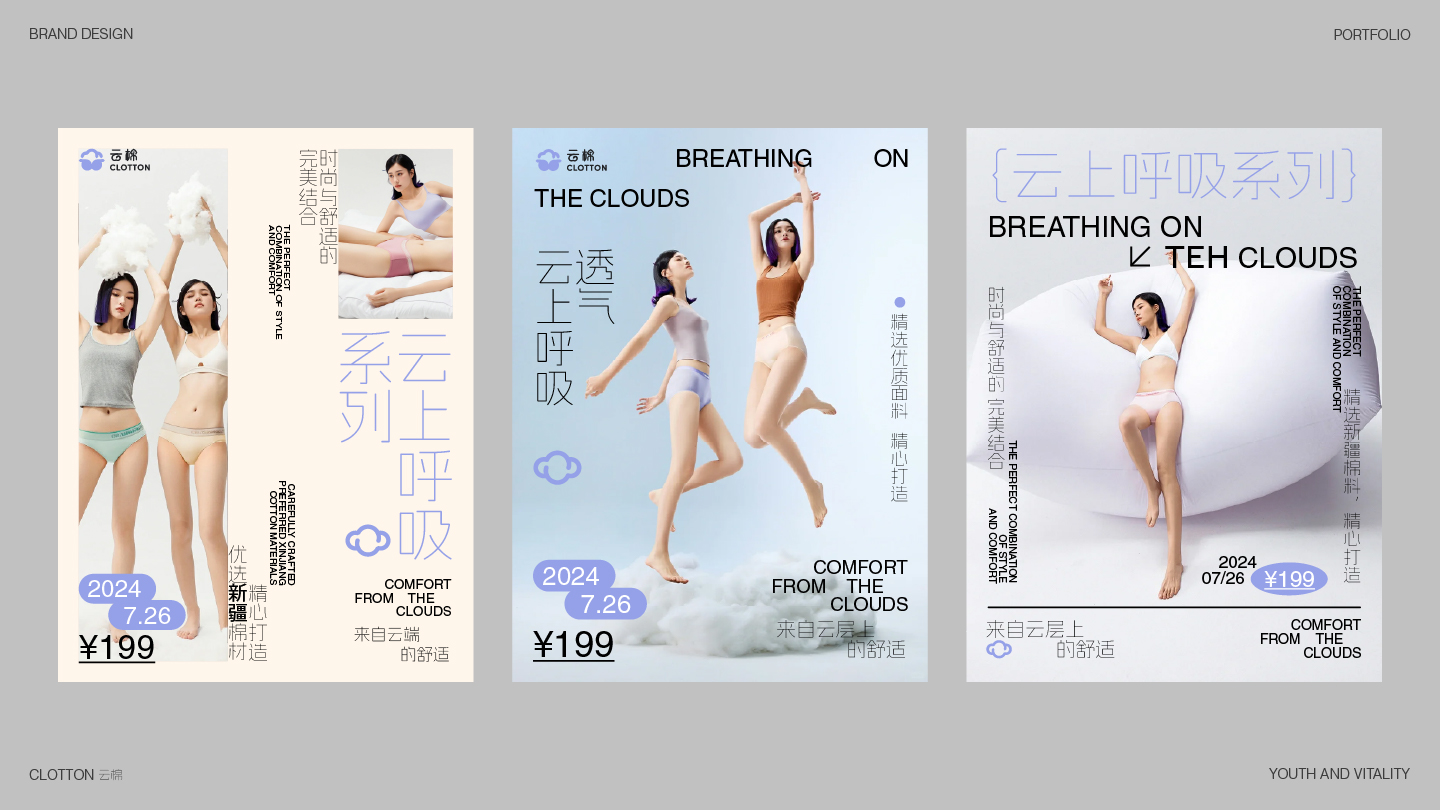 BRAND DESIGN
PORTFOLIO
云棉
CLOTTON
时尚与舒适的
完美结合
THE PERFECT
COMBINATION OF STYLE
AND COMFORT
云上呼吸
系列
CAREFULLY CRAFTED
PREFERRED XINJIANG
COTTON MATERIALS
优选新疆棉材
精心打造
2024
7.26
¥199
COMFORT
FROM THE
CLOUDS
来自云端
的舒适
云棉
CLOTTON
BREATHING ON
THE CLOUDS
透气
云上呼吸
精选优质面料 精心打造
2024
7.26
¥199
COMFORT
FROM THE
CLOUDS
来自云层上
的舒适
{云上呼吸系列}
BREATHING ON
TEH CLOUDS
时尚与舒适的 完美结合
THE PERFECT COMBINATION
OF STYLE
AND COMFORT
THE PERFECT
COMBINATION
OF STYLE AND COMFORT
精选新疆棉料，精心打造
2024
07/26
¥199
来自云层上
的舒适
COMFORT
FROM THE
CLOUDS
CLOTTON 云棉
YOUTH AND VITALITY